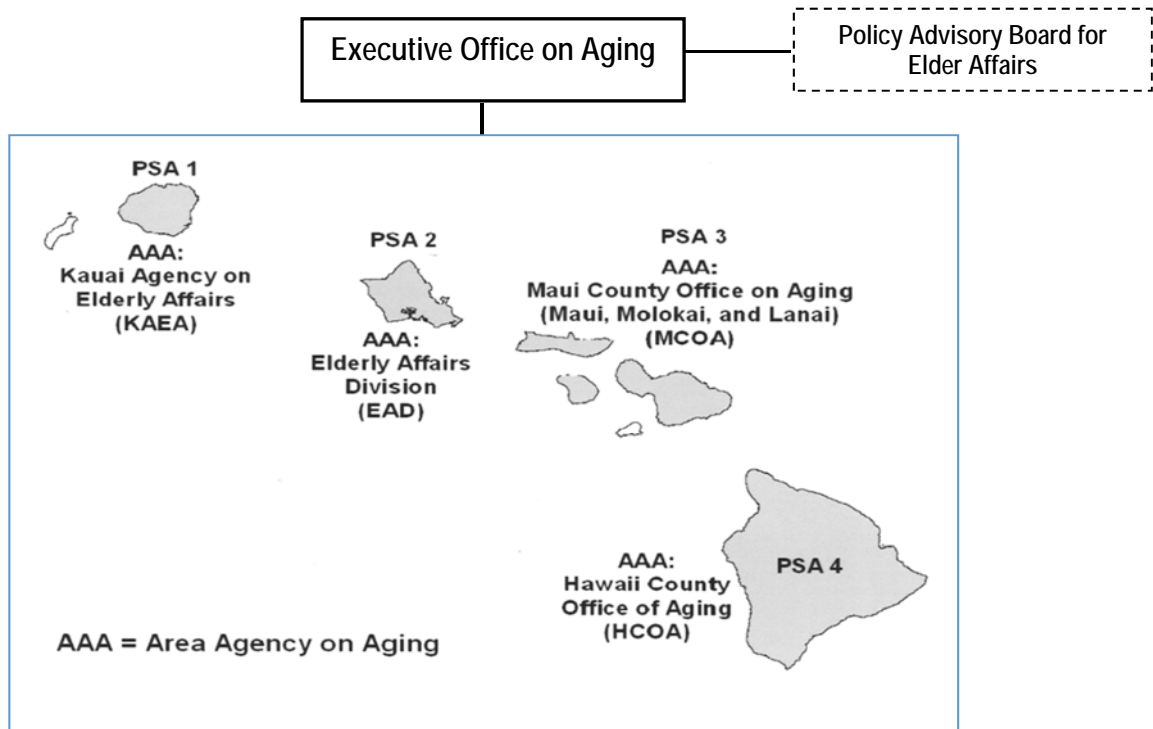 Executive Office on Aging
Policy Advisory Board for
Elder Affairs
PSA 1
AAA:
Kauai Agency on
Elderly Affairs
(KAEA)
PSA 2
AAA:
Elderly Affairs
Division
(EAD)
PSA 3
AAA:
Maui County Office on Aging
(Maui, Molokai, and Lanai)
(MCOA)
AAA:
Hawaii County
Office of Aging
(HCOA)
PSA 4
AAA = Area Agency on Aging